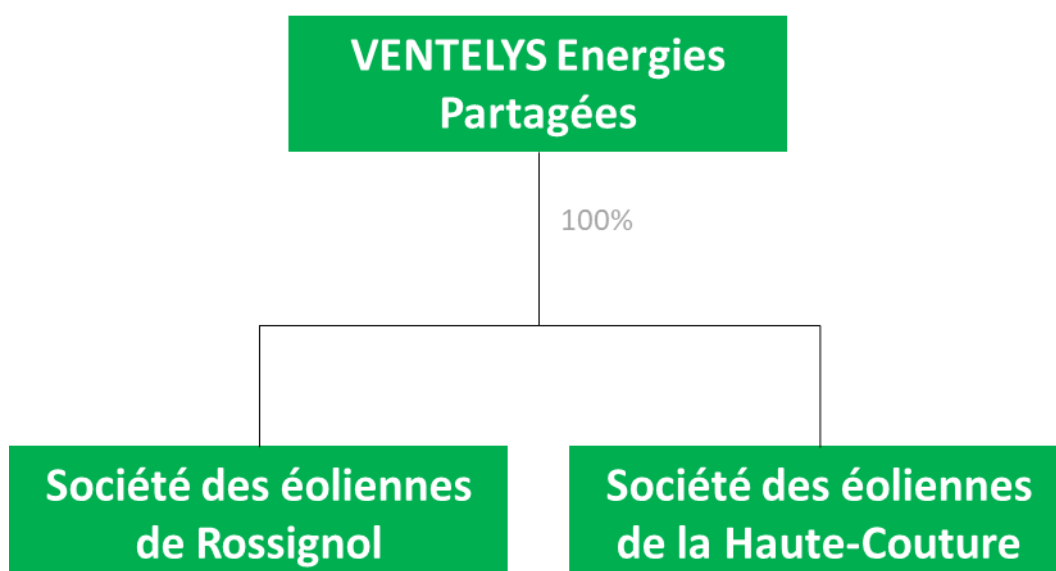 VENTELYS Energies
Partagées
100%
Société des éoliennes
de Rossignol
Société des éoliennes
de la Haute-Couture